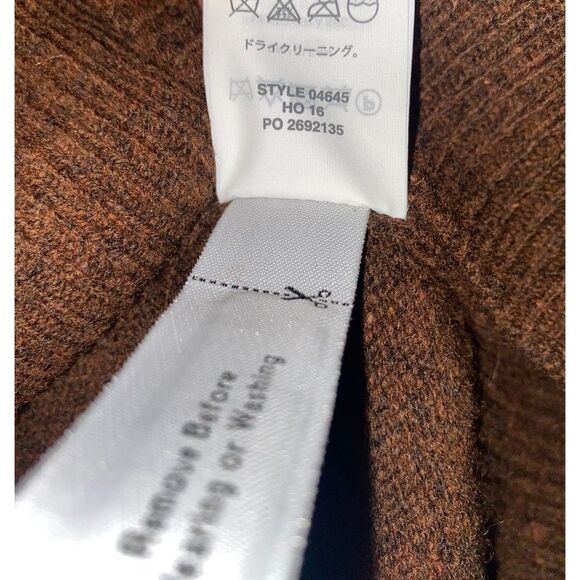 ドライクリーニング。
STYLE 04645
HO 16
PO 2692135
Remove Before
Wearing or Washing